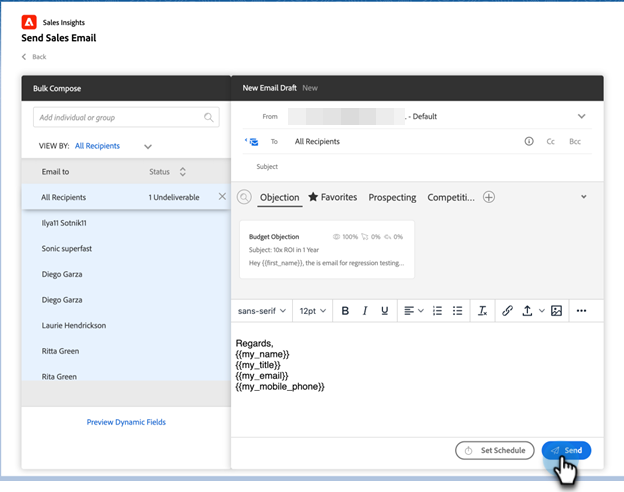 Sales Insights
Send Sales Email
Back
Bulk Compose
Add individual or group
VIEW BY: All Recipients
Email to Status
All Recipients 1 Undeliverable
Ilya11 Sotnik11
Sonic superfast
Diego Garza
Diego Garza
Laurie Hendrickson
Ritta Green
Rita Green
Preview Dynamic Fields
New Email Draft New
From . - Default
To All Recipients Cc Bcc
Subject
Objection Favorites Prospecting Competiti...
Budget Objection 100% 0% 0%
Subject: 10x ROI in 1 Year
Hey {{first_name}}, the is email for regression testing...
sans-serif 12pt B I U
Regards,
{{my_name}}
{{my_title}}
{{my_email}}
{{my_mobile_phone}}
Set Schedule Send